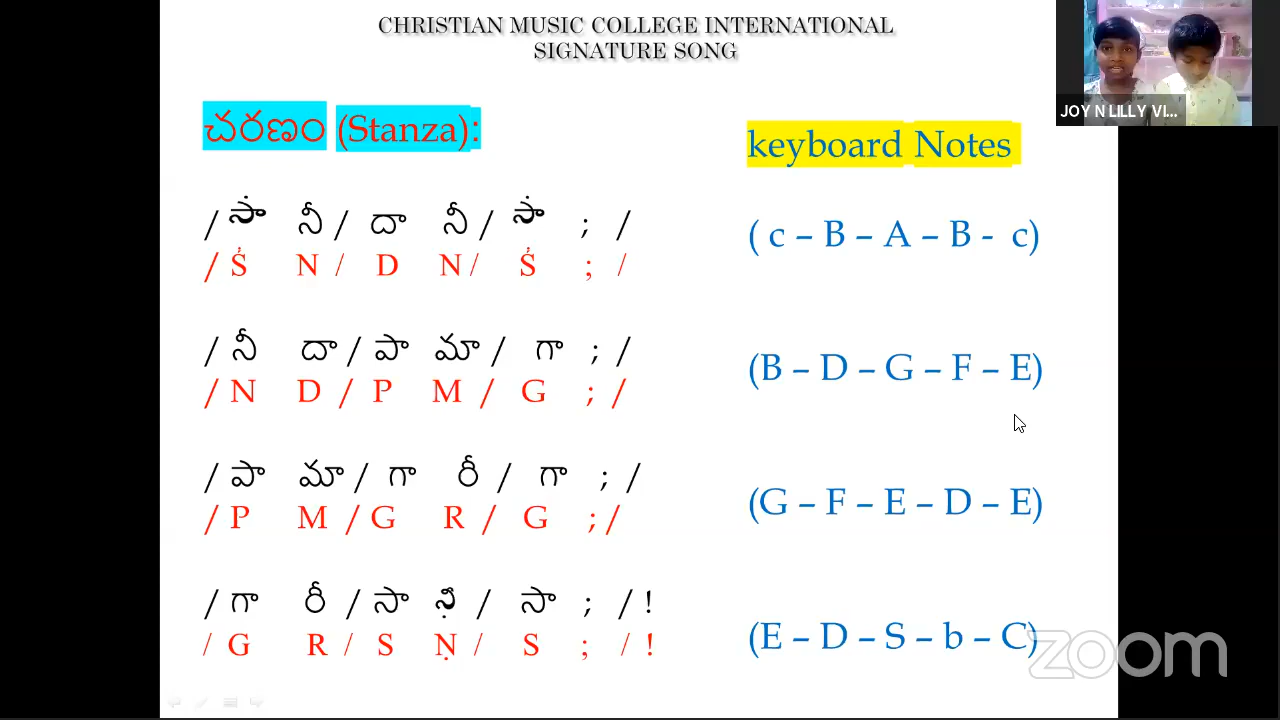 CHRISTIAN MUSIC COLLEGE INTERNATIONAL
SIGNATURE SONG
JOY N LILLY VI...
చరణం (Stanza):
keyboard Notes
/ సాׁ నీ / దా నీ / సాׁ ; /
/ Ṡ N / D N / Ṡ ; /
( c – B – A – B - c)
/ నీ దా / పా మా / గా ; /
/ N D / P M / G ; /
(B – D – G – F – E)
/ పా మా / గా రీ / గా ; /
/ P M / G R / G ; /
(G – F – E – D – E)
/ గా రీ / సా నిִ / సా ; / !
/ G R / S Ṇ / S ; / !
(E – D – S – b – C)
zoom